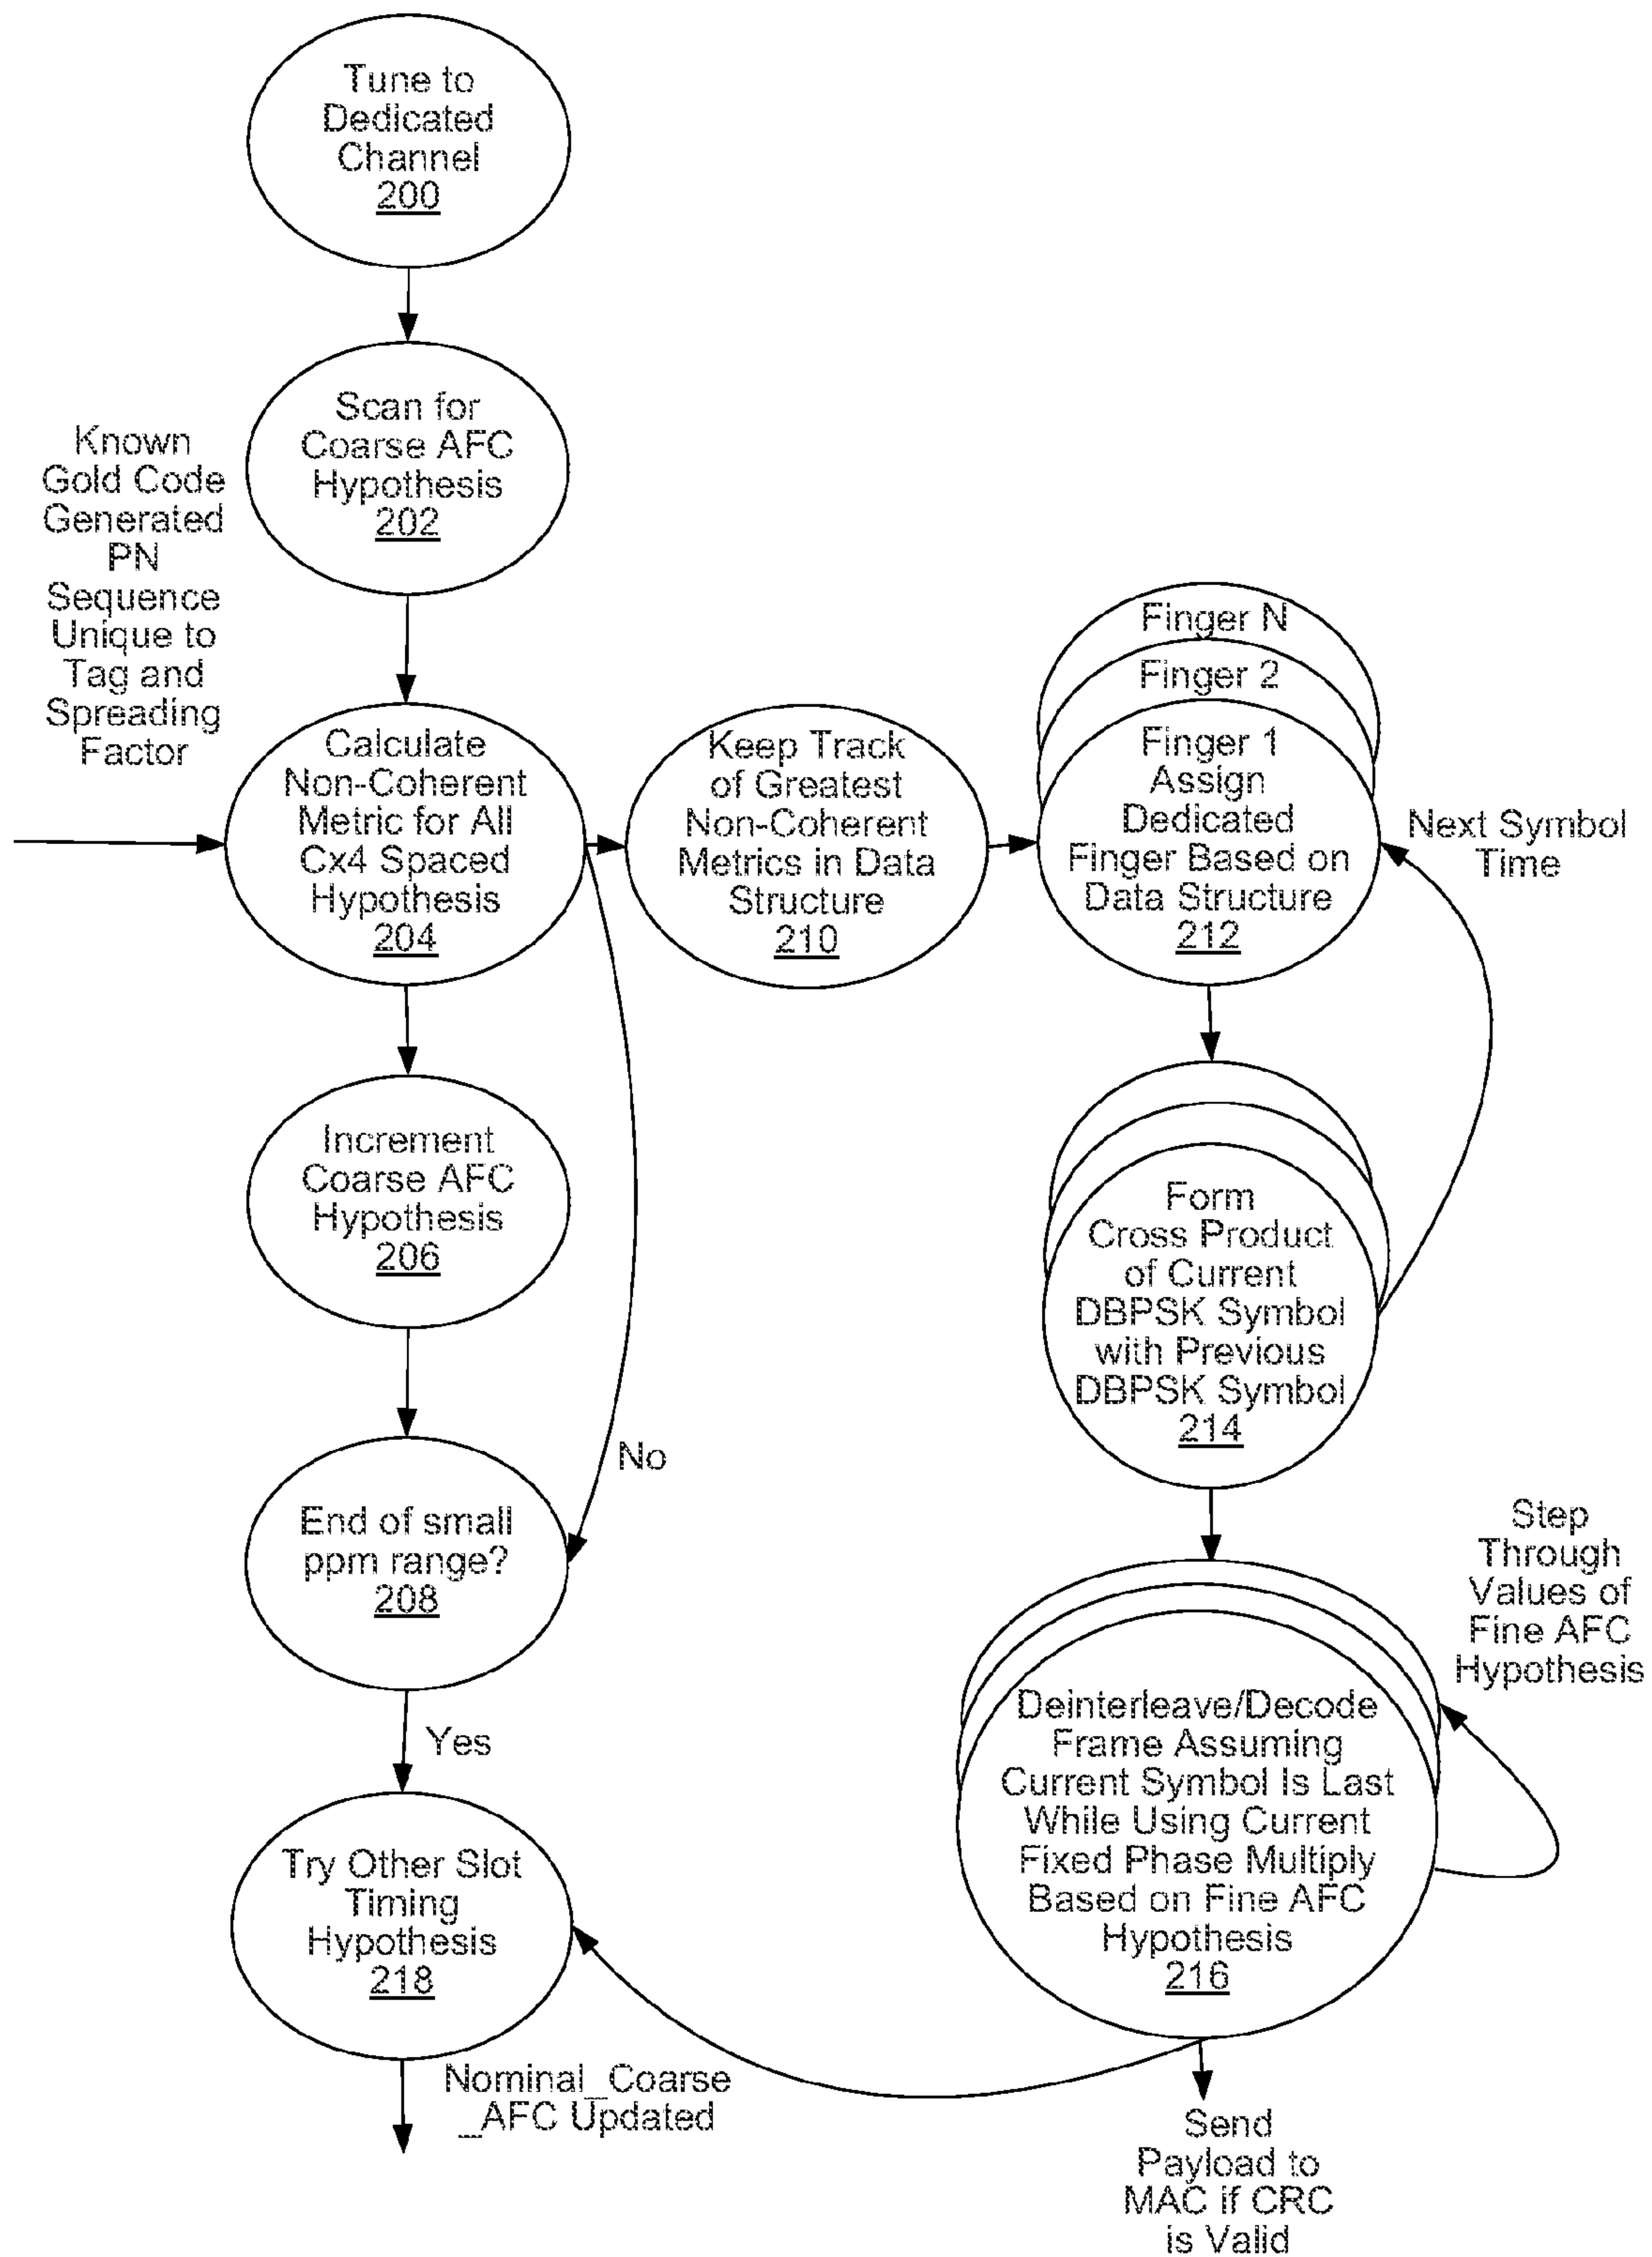 Tune to
Dedicated
Channel
200
Scan for
Coarse AFC
Hypothesis
202
Known
Gold Code
Generated
PN
Sequence
Unique to
Tag and
Spreading
Factor
Calculate
Non-Coherent
Metric for All
Cx4 Spaced
Hypothesis
204
Keep Track
of Greatest
Non-Coherent
Metrics in Data
Structure
210
Finger N
Finger 2
Finger 1
Assign
Dedicated
Finger Based on
Data Structure
212
Next Symbol
Time
Increment
Coarse AFC
Hypothesis
206
Form
Cross Product
of Current
DBPSK Symbol
with Previous
DBPSK Symbol
214
No
End of small
ppm range?
208
Yes
Step
Through
Values of
Fine AFC
Hypothesis
Deinterleave/Decode
Frame Assuming
Current Symbol Is Last
While Using Current
Fixed Phase Multiply
Based on Fine AFC
Hypothesis
216
Try Other Slot
Timing
Hypothesis
218
Nominal_Coarse
_AFC Updated
Send
Payload to
MAC if CRC
is Valid